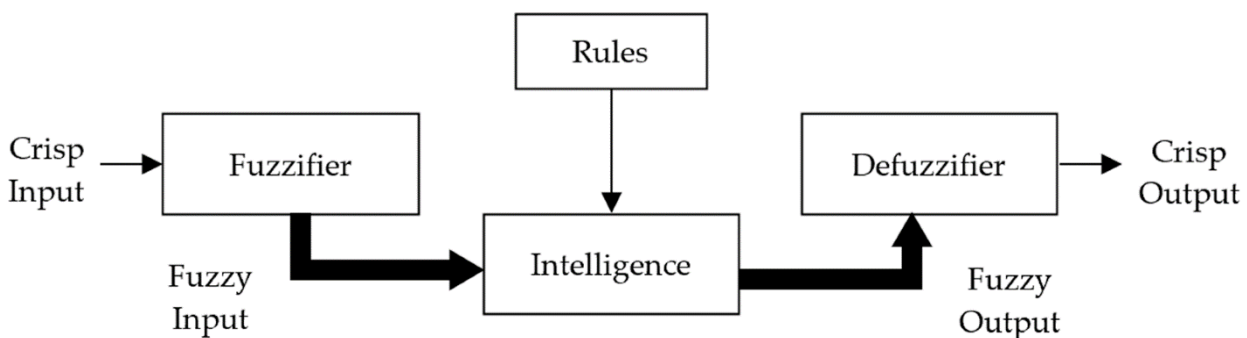 Rules
Crisp
Input
Fuzzifier
Defuzzifier
Crisp
Output
Fuzzy
Input
Intelligence
Fuzzy
Output